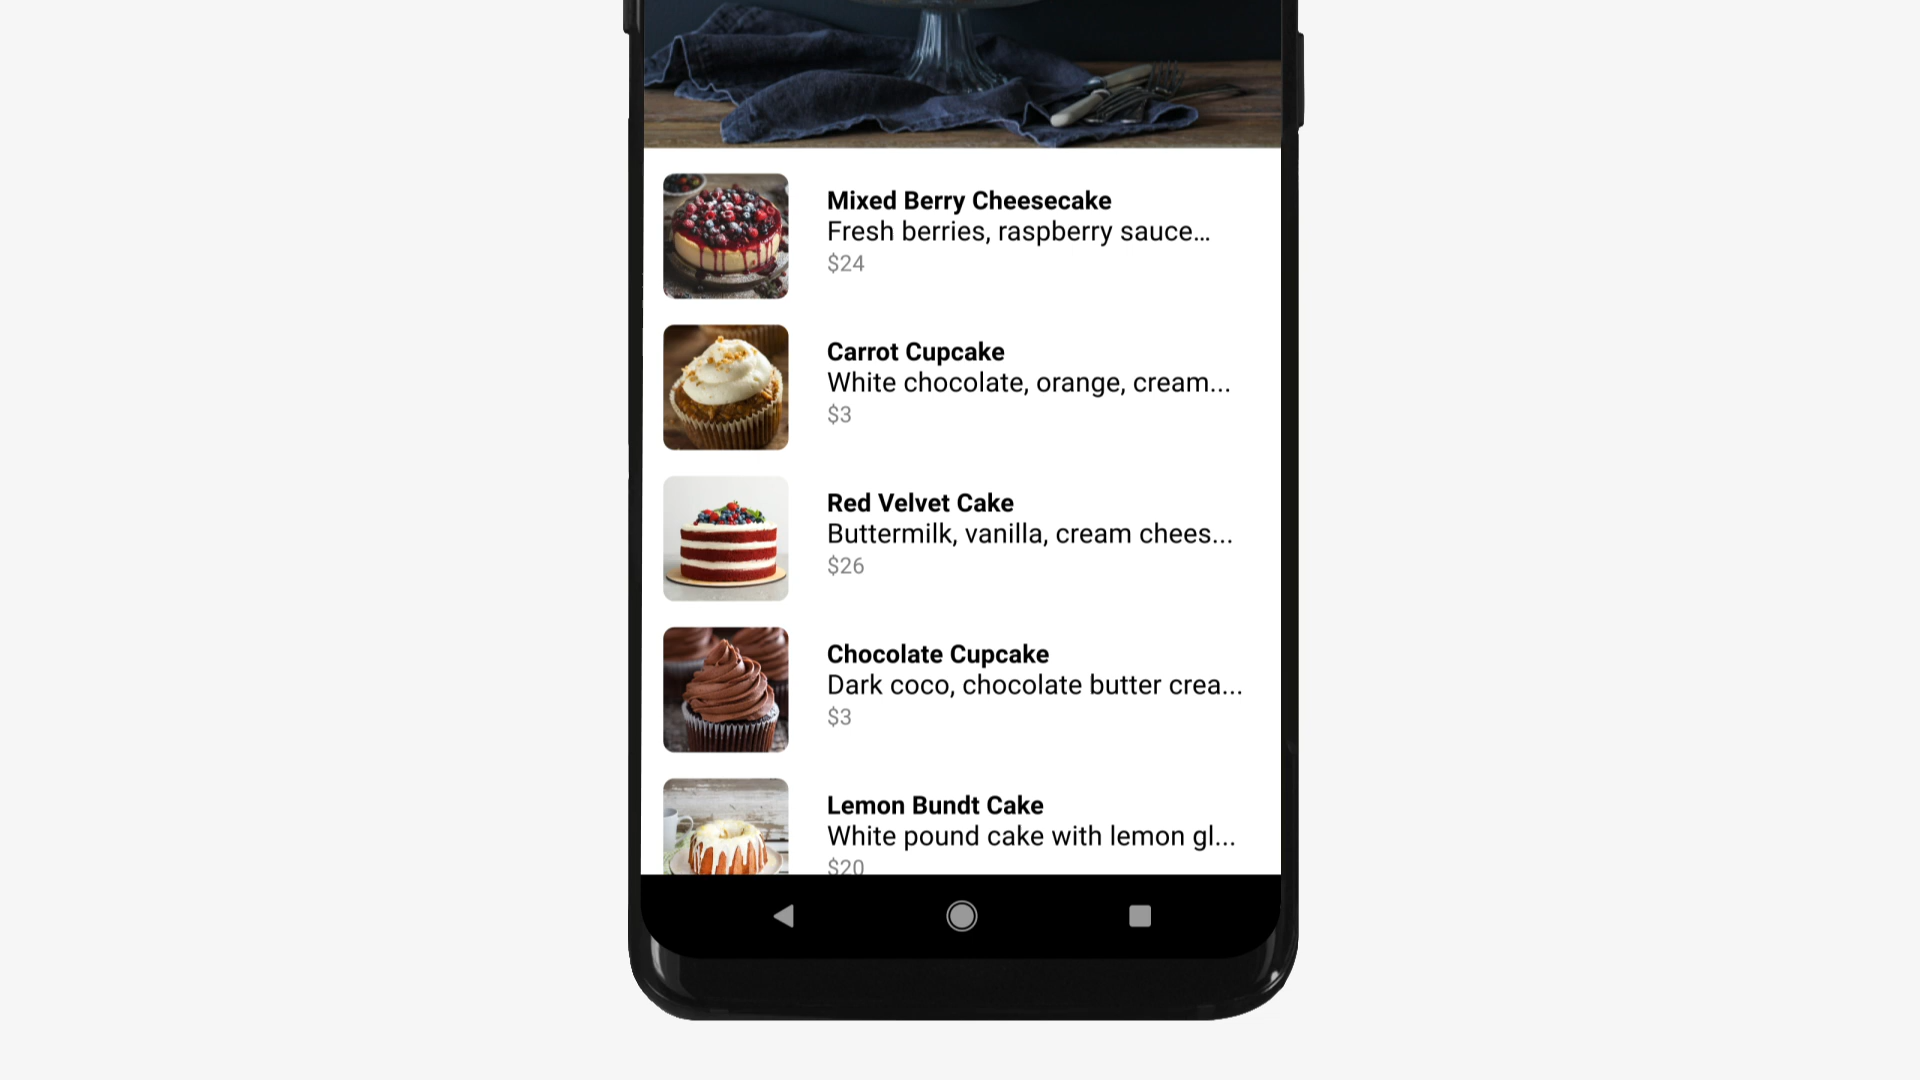 Mixed Berry Cheesecake
Fresh berries, raspberry sauce...
$24
Carrot Cupcake
White chocolate, orange, cream...
$3
Red Velvet Cake
Buttermilk, vanilla, cream chees...
$26
Chocolate Cupcake
Dark coco, chocolate butter crea...
$3
Lemon Bundt Cake
White pound cake with lemon gl...
$20